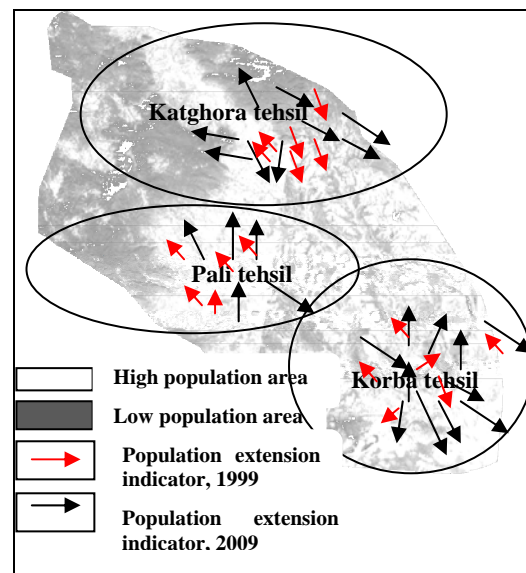 Katghora tehsil
Pali tehsil
Korba tehsil
High population area
Low population area
Population extension
indicator, 1999
Population extension
indicator, 2009